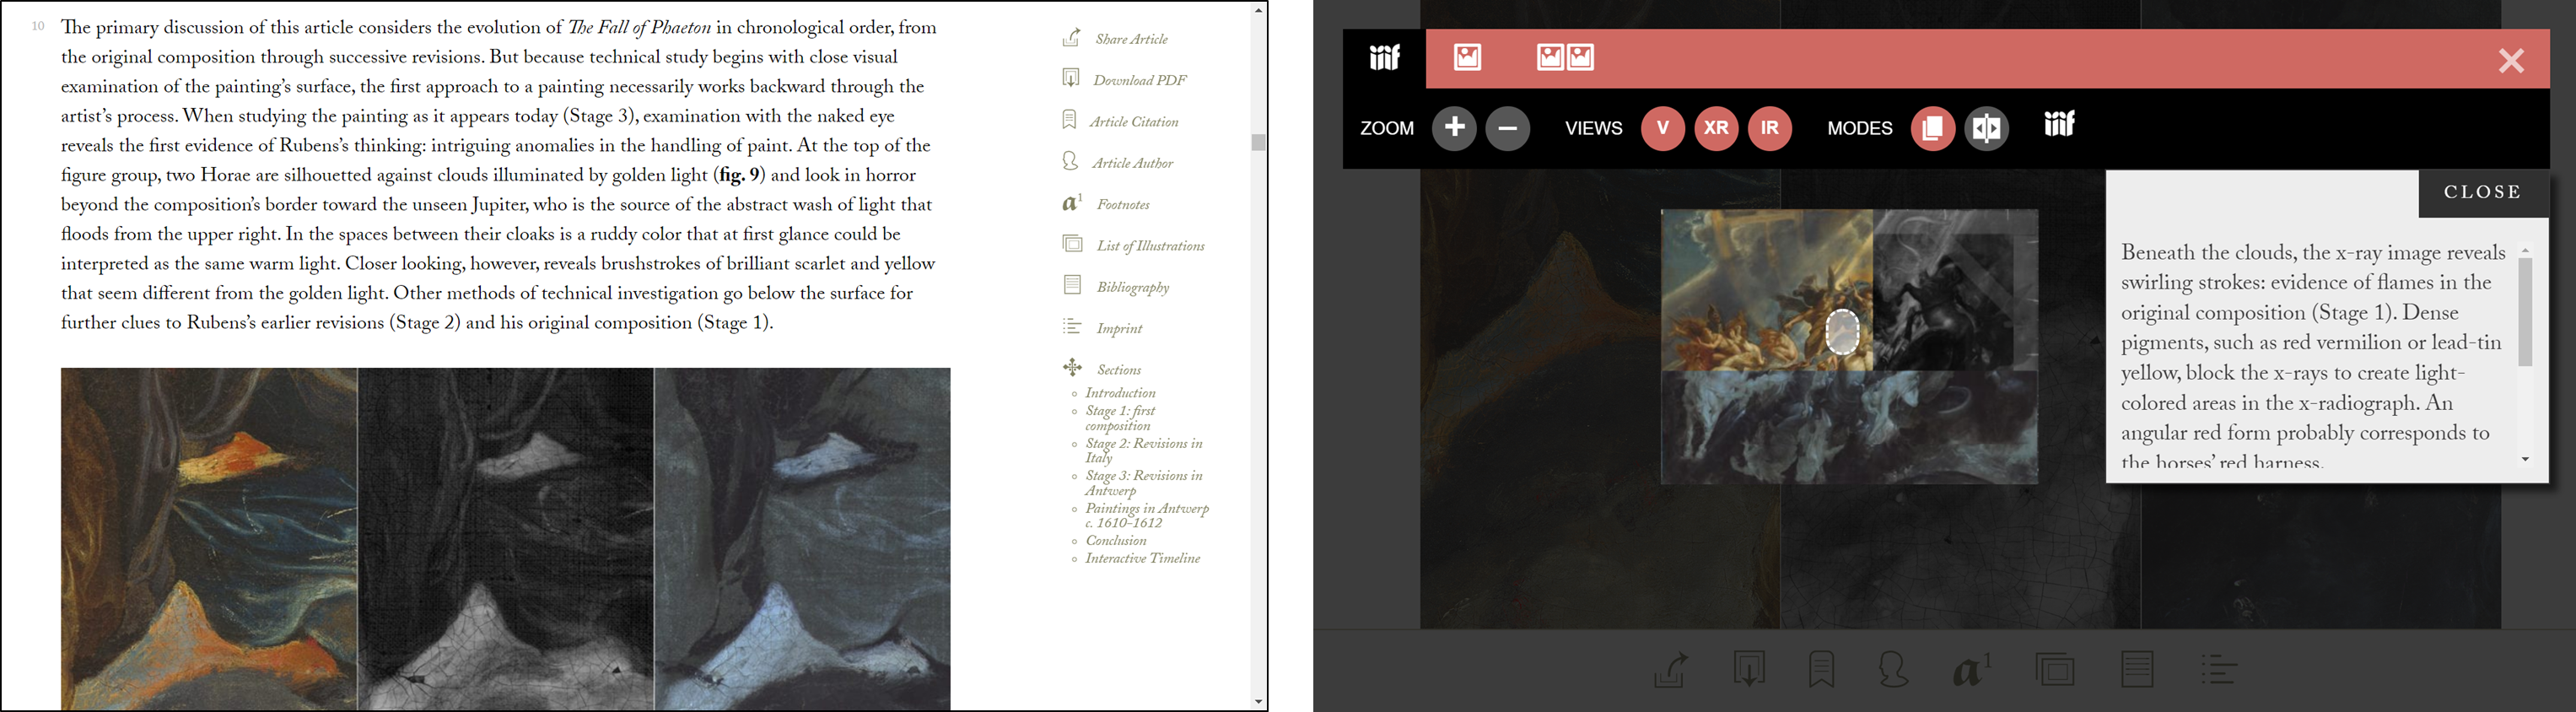 10
The primary discussion of this article considers the evolution of The Fall of Phaeton in chronological order, from
the original composition through successive revisions. But because technical study begins with close visual
examination of the painting’s surface, the first approach to a painting necessarily works backward through the
artist’s process. When studying the painting as it appears today (Stage 3), examination with the naked eye
reveals the first evidence of Rubens’s thinking: intriguing anomalies in the handling of paint. At the top of the
figure group, two Horae are silhouetted against clouds illuminated by golden light (fig. 9) and look in horror
beyond the composition’s border toward the unseen Jupiter, who is the source of the abstract wash of light that
floods from the upper right. In the spaces between their cloaks is a ruddy color that at first glance could be
interpreted as the same warm light. Closer looking, however, reveals brushstrokes of brilliant scarlet and yellow
that seem different from the golden light. Other methods of technical investigation go below the surface for
further clues to Rubens’s earlier revisions (Stage 2) and his original composition (Stage 1).
Share Article
Download PDF
Article Citation
Article Author
a¹ Footnotes
List of Illustrations
Bibliography
Imprint
Sections
Introduction
Stage 1: first
composition
Stage 2: Revisions in
Italy
Stage 3: Revisions in
Antwerp
Paintings in Antwerp
c. 1610-1612
Conclusion
Interactive Timeline
iiif
ZOOM + − VIEWS V XR IR MODES iiif
CLOSE
Beneath the clouds, the x-ray image reveals
swirling strokes: evidence of flames in the
original composition (Stage 1). Dense
pigments, such as red vermilion or lead-tin
yellow, block the x-rays to create light-
colored areas in the x-radiograph. An
angular red form probably corresponds to
the horses’ red harness.
a¹